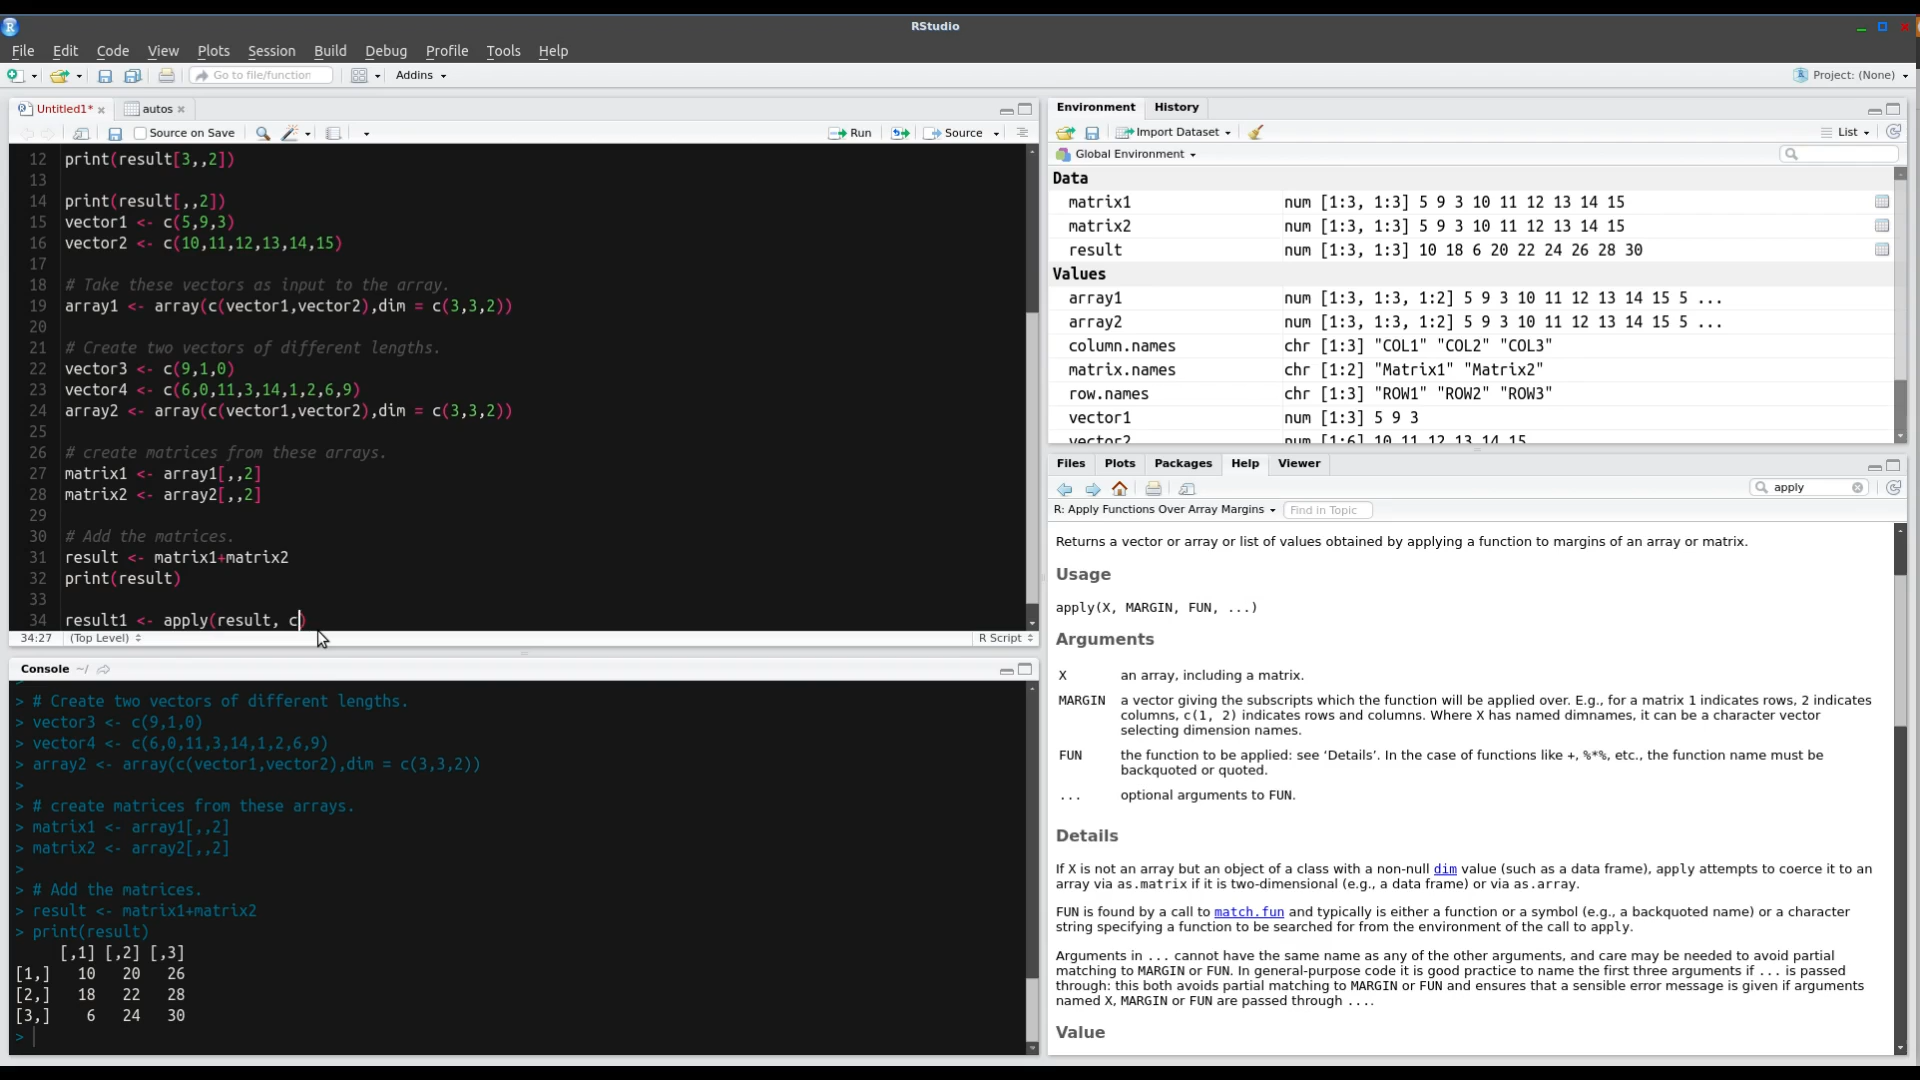 RStudio
File Edit Code View Plots Session Build Debug Profile Tools Help
Go to file/function Addins Project: (None)
Untitled1* autos
Source on Save Run Source
12 print(result[3,,2])
13
14 print(result[,,2])
15 vector1 <- c(5,9,3)
16 vector2 <- c(10,11,12,13,14,15)
17
18 # Take these vectors as input to the array.
19 array1 <- array(c(vector1,vector2),dim = c(3,3,2))
20
21 # Create two vectors of different lengths.
22 vector3 <- c(9,1,0)
23 vector4 <- c(6,0,11,3,14,1,2,6,9)
24 array2 <- array(c(vector1,vector2),dim = c(3,3,2))
25
26 # create matrices from these arrays.
27 matrix1 <- array1[,,2]
28 matrix2 <- array2[,,2]
29
30 # Add the matrices.
31 result <- matrix1+matrix2
32 print(result)
33
34 result1 <- apply(result, c)
34:27 (Top Level) R Script
Console ~/
>
> # Create two vectors of different lengths.
> vector3 <- c(9,1,0)
> vector4 <- c(6,0,11,3,14,1,2,6,9)
> array2 <- array(c(vector1,vector2),dim = c(3,3,2))
>
> # create matrices from these arrays.
> matrix1 <- array1[,,2]
> matrix2 <- array2[,,2]
>
> # Add the matrices.
> result <- matrix1+matrix2
> print(result)
[,1] [,2] [,3]
[1,] 10 20 26
[2,] 18 22 28
[3,] 6 24 30
>
Environment History
Import Dataset List
Global Environment
Data
matrix1 num [1:3, 1:3] 5 9 3 10 11 12 13 14 15
matrix2 num [1:3, 1:3] 5 9 3 10 11 12 13 14 15
result num [1:3, 1:3] 10 18 6 20 22 24 26 28 30
Values
array1 num [1:3, 1:3, 1:2] 5 9 3 10 11 12 13 14 15 5 ...
array2 num [1:3, 1:3, 1:2] 5 9 3 10 11 12 13 14 15 5 ...
column.names chr [1:3] "COL1" "COL2" "COL3"
matrix.names chr [1:2] "Matrix1" "Matrix2"
row.names chr [1:3] "ROW1" "ROW2" "ROW3"
vector1 num [1:3] 5 9 3
vector2 num [1:6] 10 11 12 13 14 15
Files Plots Packages Help Viewer
apply
R: Apply Functions Over Array Margins Find in Topic
Returns a vector or array or list of values obtained by applying a function to margins of an array or matrix.
Usage
apply(X, MARGIN, FUN, ...)
Arguments
X an array, including a matrix.
MARGIN a vector giving the subscripts which the function will be applied over. E.g., for a matrix 1 indicates rows, 2 indicates
columns, c(1, 2) indicates rows and columns. Where X has named dimnames, it can be a character vector
selecting dimension names.
FUN the function to be applied: see ‘Details’. In the case of functions like +, %*%, etc., the function name must be
backquoted or quoted.
... optional arguments to FUN.
Details
If X is not an array but an object of a class with a non-null dim value (such as a data frame), apply attempts to coerce it to an
array via as.matrix if it is two-dimensional (e.g., a data frame) or via as.array.
FUN is found by a call to match.fun and typically is either a function or a symbol (e.g., a backquoted name) or a character
string specifying a function to be searched for from the environment of the call to apply.
Arguments in ... cannot have the same name as any of the other arguments, and care may be needed to avoid partial
matching to MARGIN or FUN. In general-purpose code it is good practice to name the first three arguments if ... is passed
through: this both avoids partial matching to MARGIN or FUN and ensures that a sensible error message is given if arguments
named X, MARGIN or FUN are passed through ....
Value